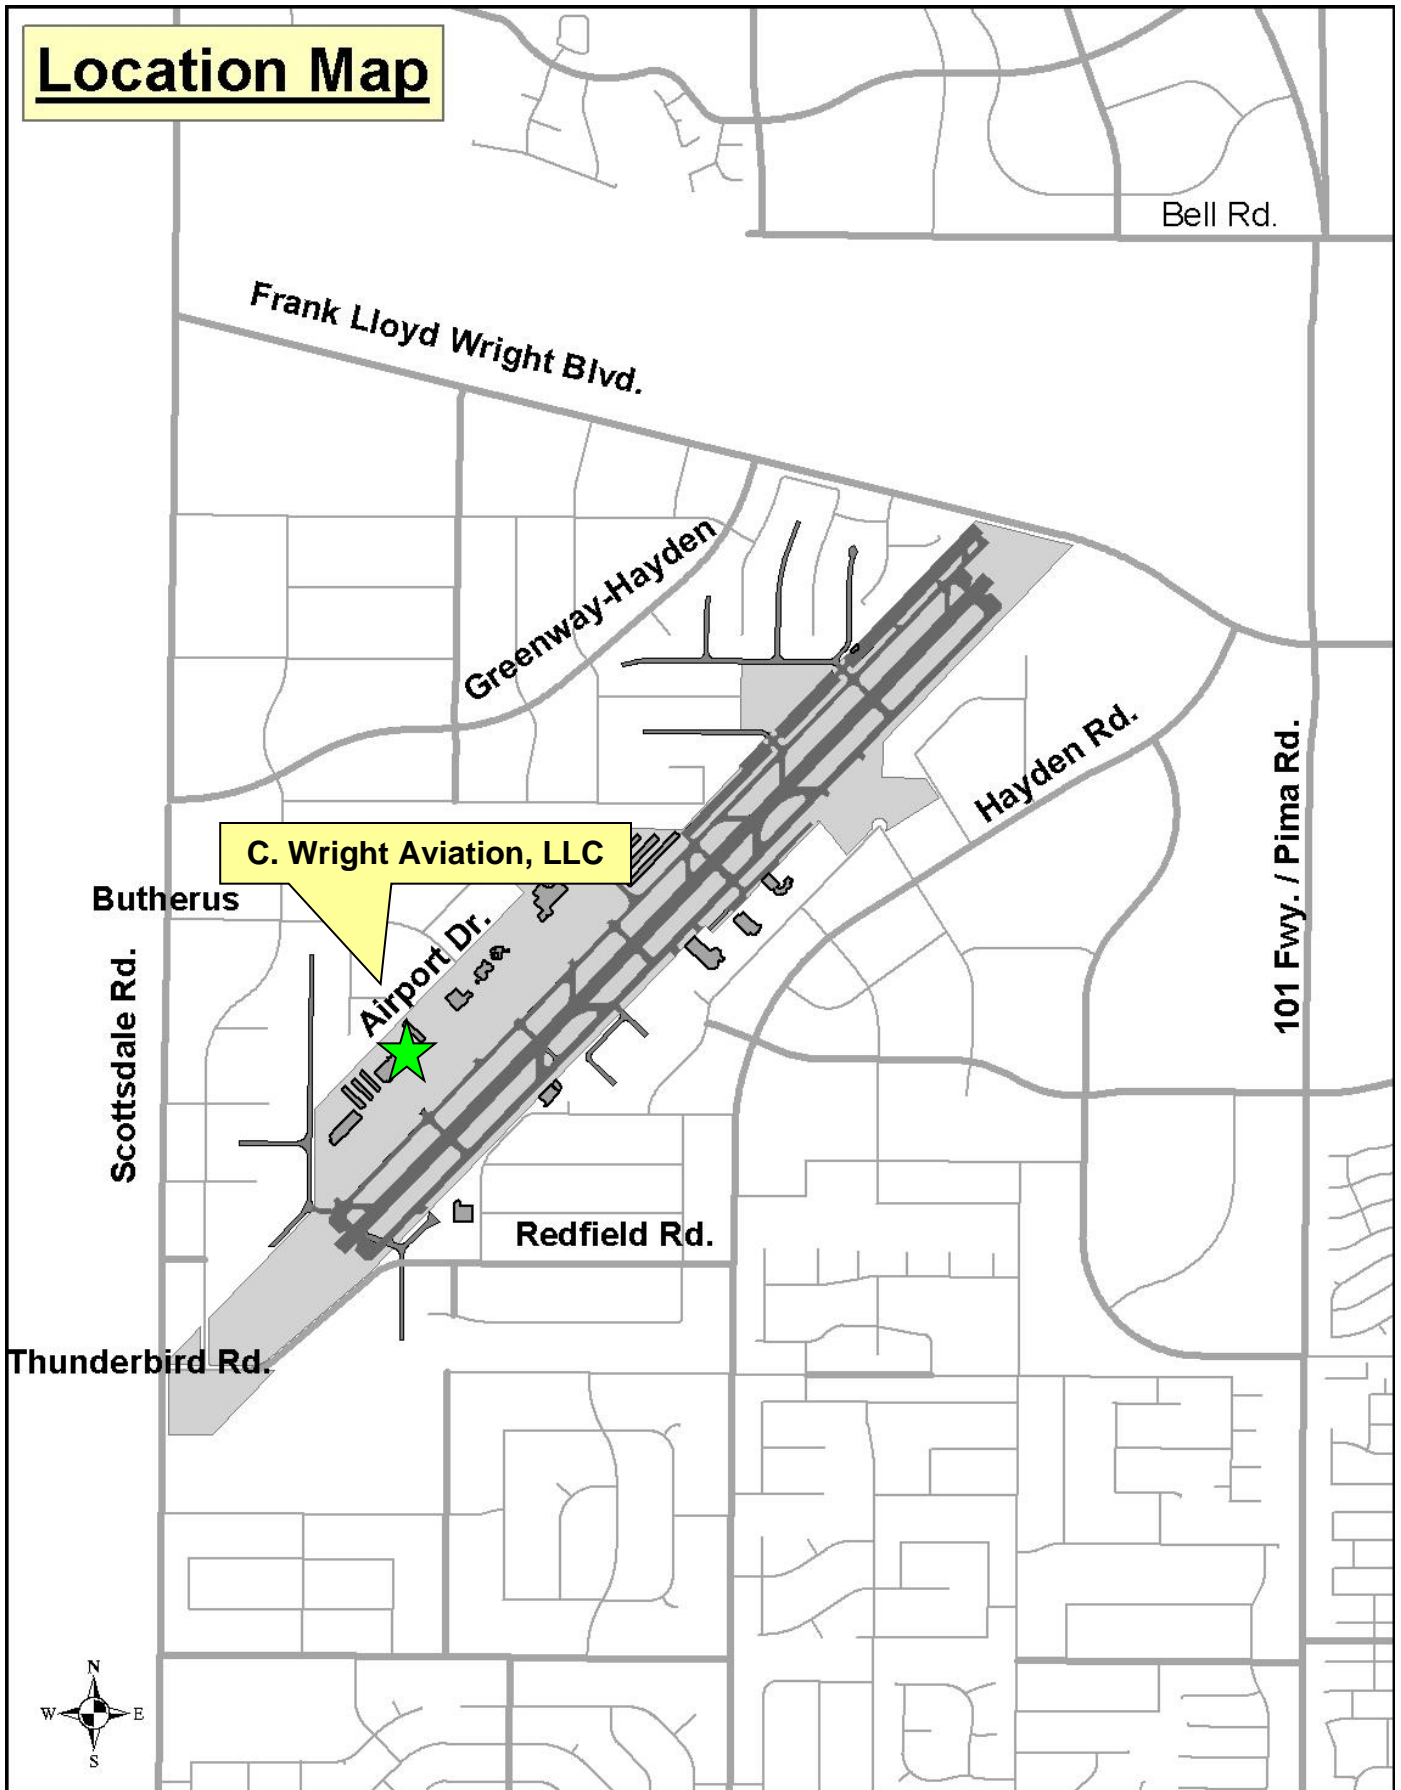 Location Map
Bell Rd.
Frank Lloyd Wright Blvd.
Greenway-Hayden
Hayden Rd.
101 Fwy. / Pima Rd.
C. Wright Aviation, LLC
Butherus
Airport Dr.
Scottsdale Rd.
Redfield Rd.
Thunderbird Rd.
N
W E
S